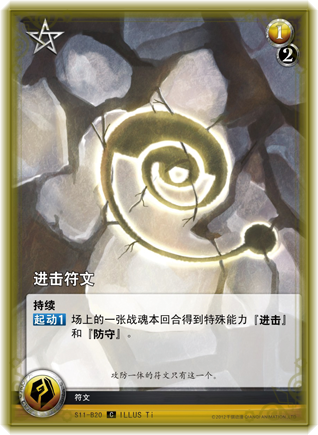 1
2
进击符文
持续
起动1 场上的一张战魂本回合得到特殊能力『进击』
和『防守』。
攻防一体的符文只有这一个。
符文
S11-020 C ILLUS Ti